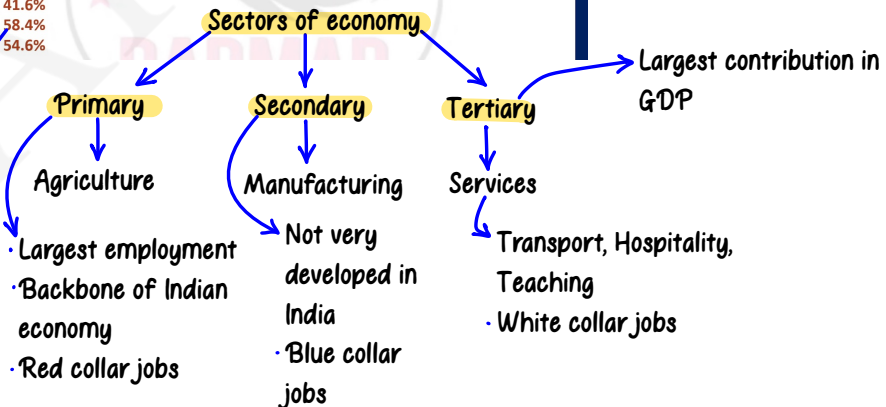 41.6%
58.4%
54.6%
Sectors of economy
Largest contribution in
GDP
Primary
Secondary
Tertiary
Agriculture
Manufacturing
Services
· Largest employment
· Backbone of Indian
economy
· Red collar jobs
Not very
developed in
India
· Blue collar
jobs
Transport, Hospitality,
Teaching
· White collar jobs